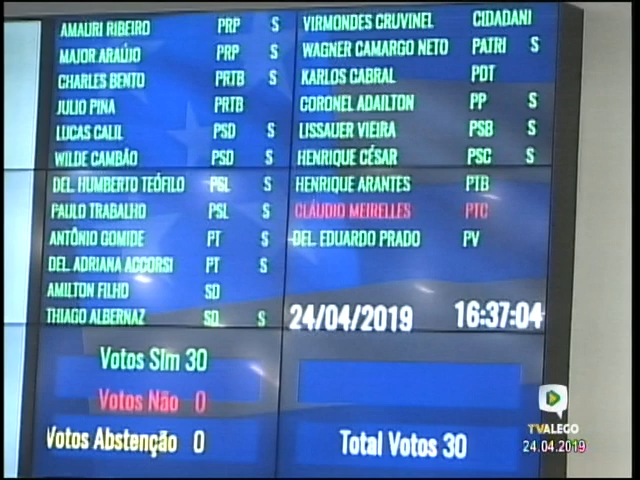 AMAURI RIBEIRO PRP S
MAJOR ARAÚJO PRP S
CHARLES BENTO PRTB S
JULIO PINA PRTB
LUCAS CALIL PSD S
WILDE CAMBÃO PSD S
DEL. HUMBERTO TEÓFILO PSL S
PAULO TRABALHO PSL S
ANTÔNIO GOMIDE PT S
DEL. ADRIANA ACCORSI PT S
AMILTON FILHO SD
THIAGO ALBERNAZ SD S
VIRMONDES CRUVINEL CIDADANI
WAGNER CAMARGO NETO PATRI S
KARLOS CABRAL PDT
CORONEL ADAILTON PP S
LISSAUER VIEIRA PSB S
HENRIQUE CÉSAR PSC S
HENRIQUE ARANTES PTB
CLÁUDIO MEIRELLES PTC
DEL. EDUARDO PRADO PV
24/04/2019 16:37:04
Votos Sim 30
Votos Não 0
Votos Abstenção 0
Total Votos 30
TVALEGO
24.04.2019